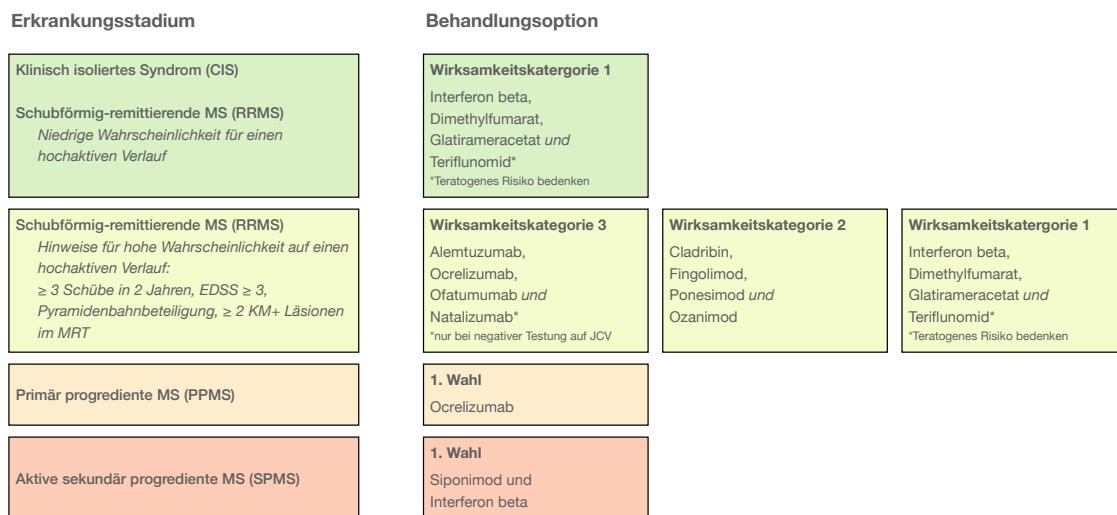 Erkrankungsstadium
Behandlungsoption
Klinisch isoliertes Syndrom (CIS)
Schubförmig-remittierende MS (RRMS)
Niedrige Wahrscheinlichkeit für einen
hochaktiven Verlauf
Wirksamkeitskatergorie 1
Interferon beta,
Dimethylfumarat,
Glatirameracetat und
Teriflunomid*
*Teratogenes Risiko bedenken
Schubförmig-remittierende MS (RRMS)
Hinweise für hohe Wahrscheinlichkeit auf einen
hochaktiven Verlauf:
≥ 3 Schübe in 2 Jahren, EDSS ≥ 3,
Pyramidenbahnbeteiligung, ≥ 2 KM+ Läsionen
im MRT
Wirksamkeitskategorie 3
Alemtuzumab,
Ocrelizumab,
Ofatumumab und
Natalizumab*
*nur bei negativer Testung auf JCV
Wirksamkeitskategorie 2
Cladribin,
Fingolimod,
Ponesimod und
Ozanimod
Wirksamkeitskatergorie 1
Interferon beta,
Dimethylfumarat,
Glatirameracetat und
Teriflunomid*
*Teratogenes Risiko bedenken
Primär progrediente MS (PPMS)
1. Wahl
Ocrelizumab
Aktive sekundär progrediente MS (SPMS)
1. Wahl
Siponimod und
Interferon beta